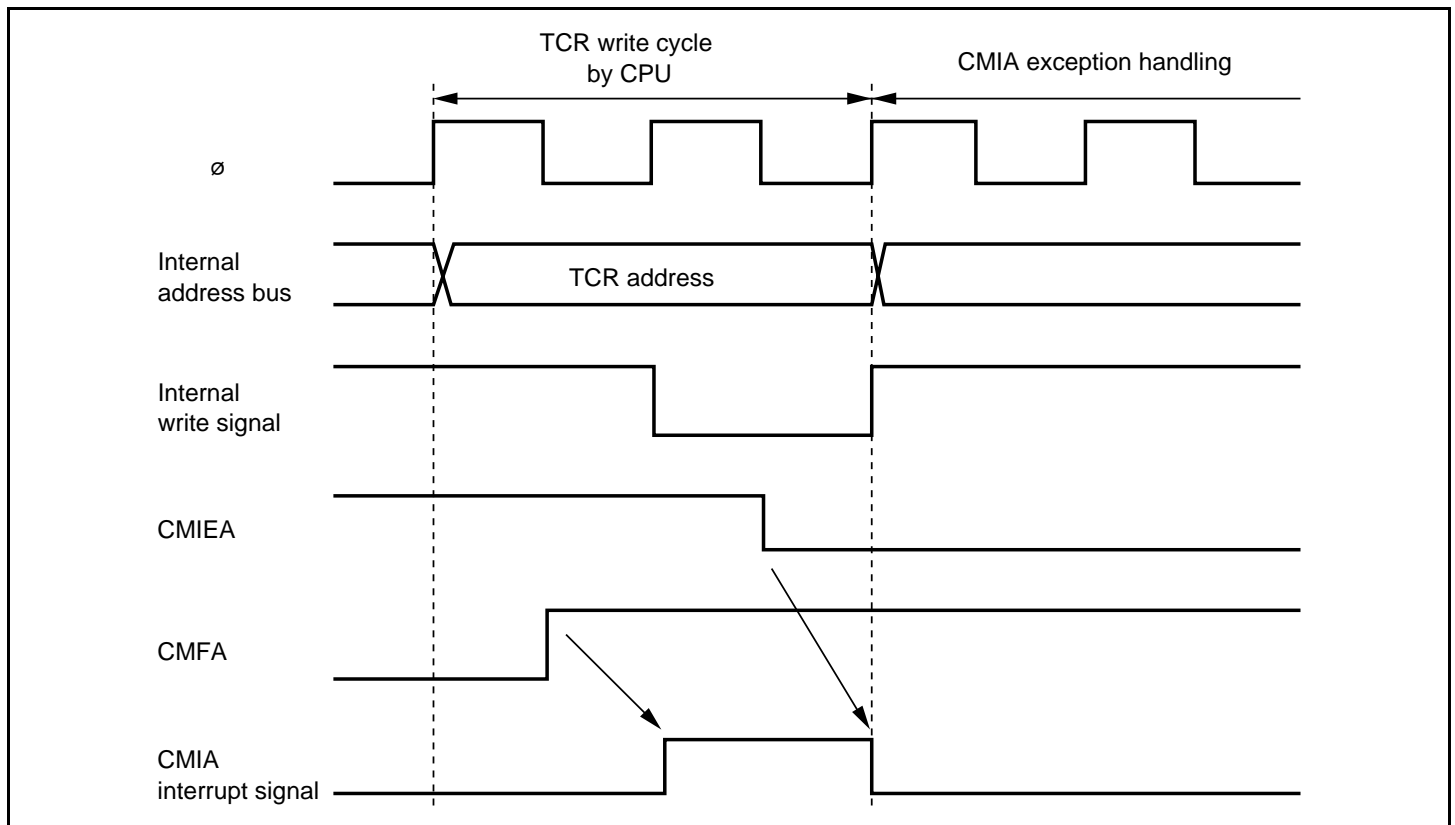 TCR write cycle
by CPU
CMIA exception handling
ø
Internal
address bus
TCR address
Internal
write signal
CMIEA
CMFA
CMIA
interrupt signal